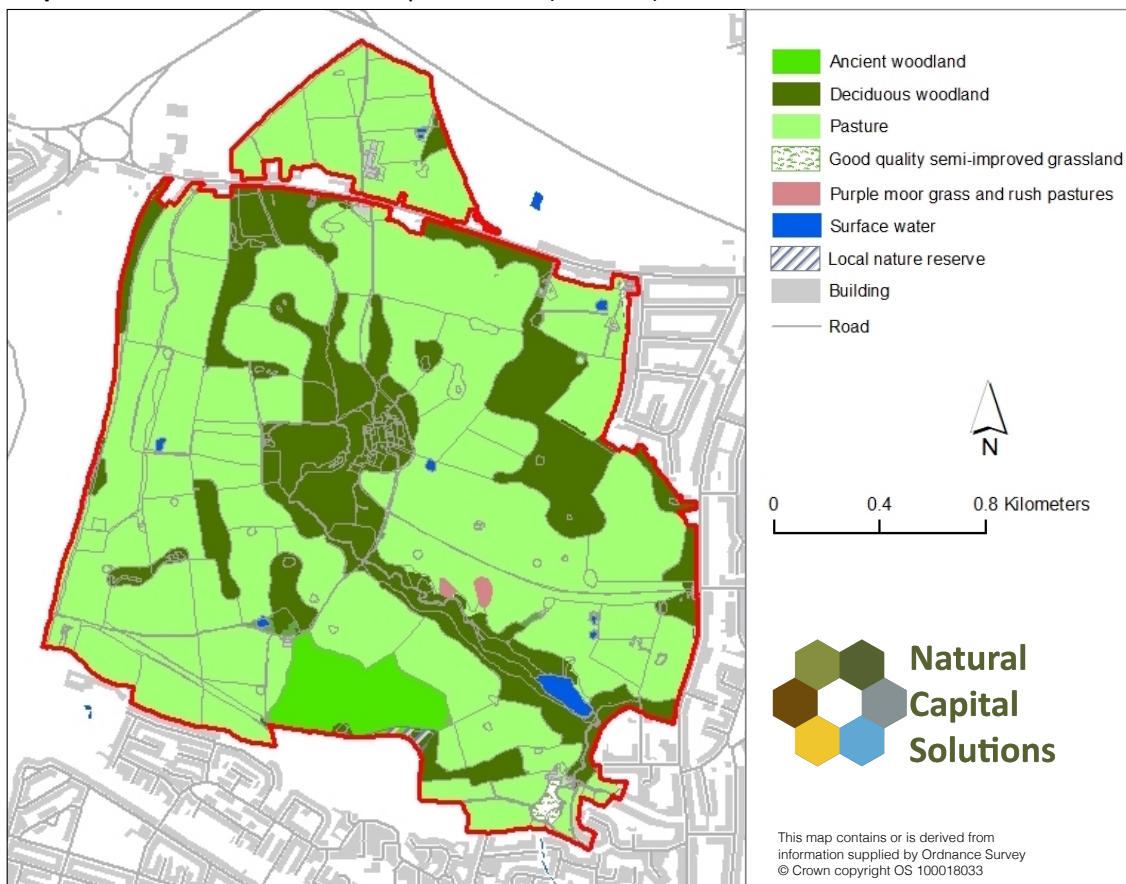 Ancient woodland
Deciduous woodland
Pasture
Good quality semi-improved grassland
Purple moor grass and rush pastures
Surface water
Local nature reserve
Building
Road
N
0 0.4 0.8 Kilometers
Natural
Capital
Solutions
This map contains or is derived from
information supplied by Ordnance Survey
© Crown copyright OS 100018033